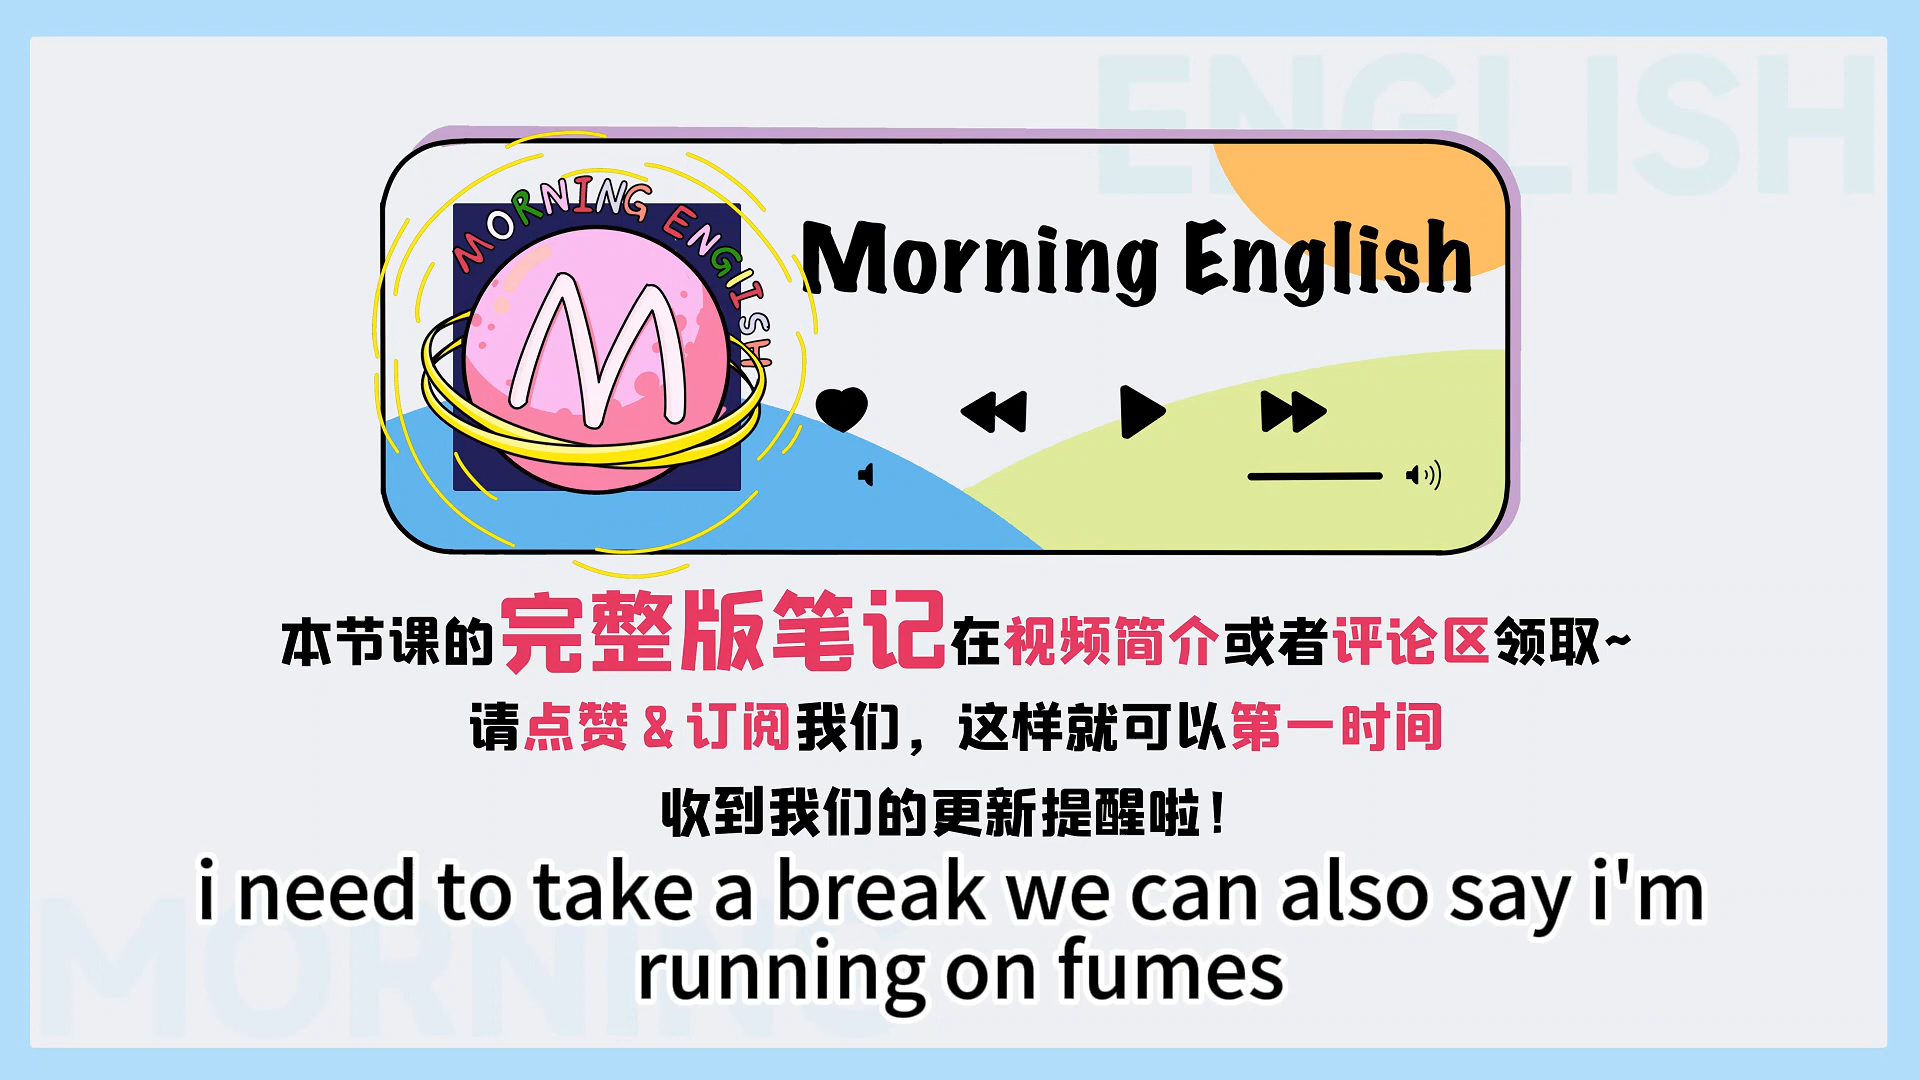 ENGLISH
MORNING ENGLISH
M
Morning English
本节课的完整版笔记在视频简介或者评论区领取~
请点赞&订阅我们，这样就可以第一时间
收到我们的更新提醒啦！
MORNING
i need to take a break we can also say i'm
running on fumes